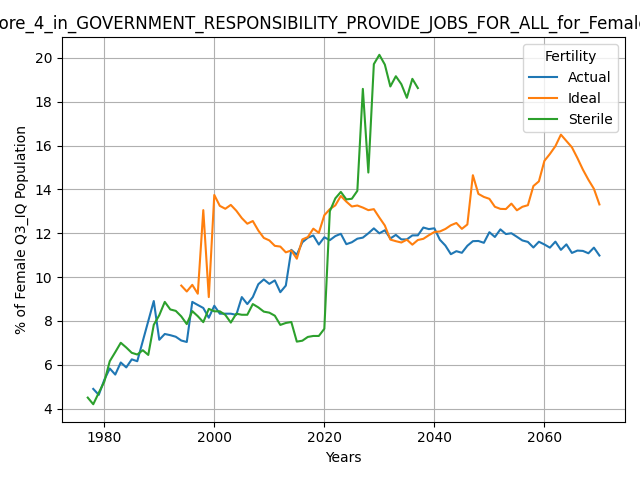 ore_4_in_GOVERNMENT_RESPONSIBILITY_PROVIDE_JOBS_FOR_ALL_for_Female
% of Female Q3_IQ Population
20
18
16
14
12
10
8
6
4
Fertility
Actual
Ideal
Sterile
1980 2000 2020 2040 2060
Years